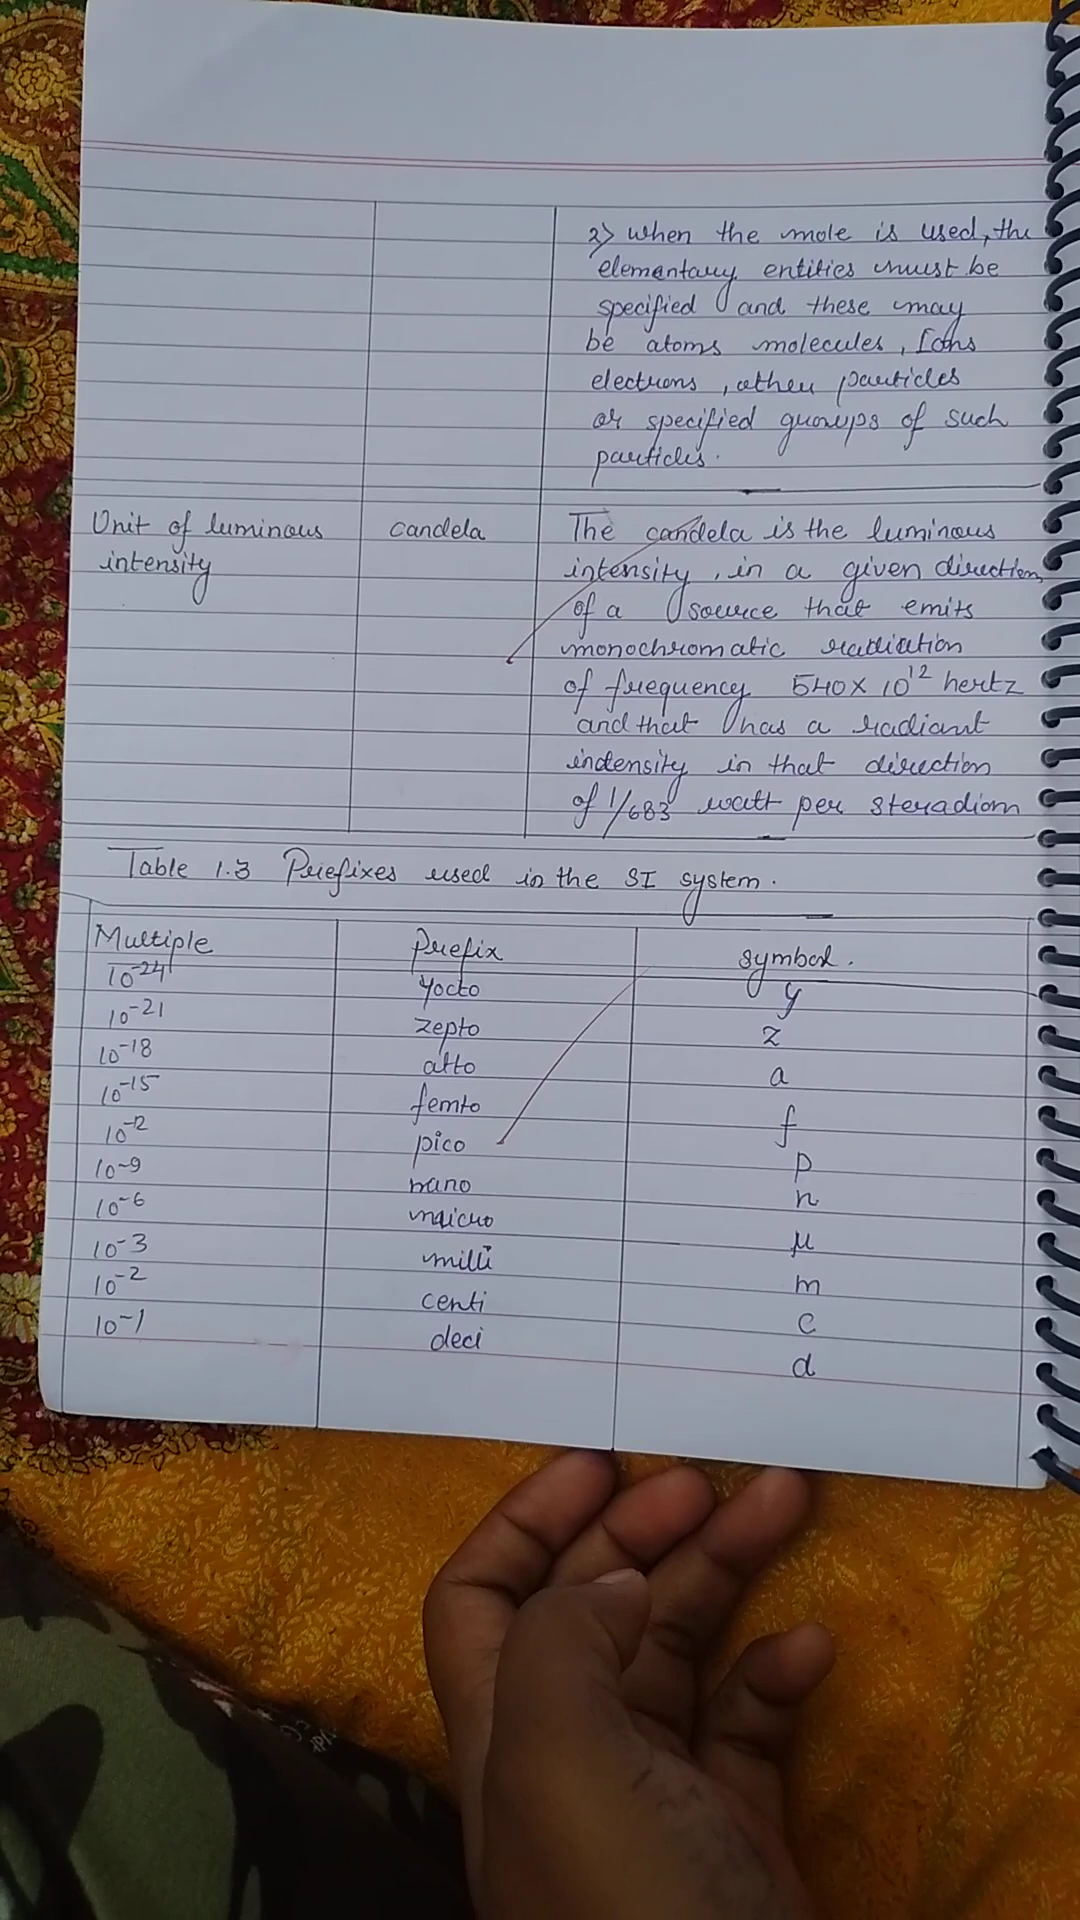 2) when the mole is used, the
elementary entities must be
specified and these may
be atoms molecules, Ions
electrons, other particles
or specified groups of such
particles.
Unit of luminous candela The candela is the luminous
intensity intensity, in a given direction,
of a source that emits
monochromatic radiation
of frequency 540 x 10^12 hertz
and that has a radiant
indensity in that direction
of 1/683 watt per steradiom
Table 1.3 Prefixes used in the SI system.
Multiple Prefix symbol.
10^-24 yocto y
10^-21 zepto z
10^-18 atto a
10^-15 femto f
10^-12 pico p
10^-9 nano n
10^-6 micro μ
10^-3 milli m
10^-2 centi c
10^-1 deci d